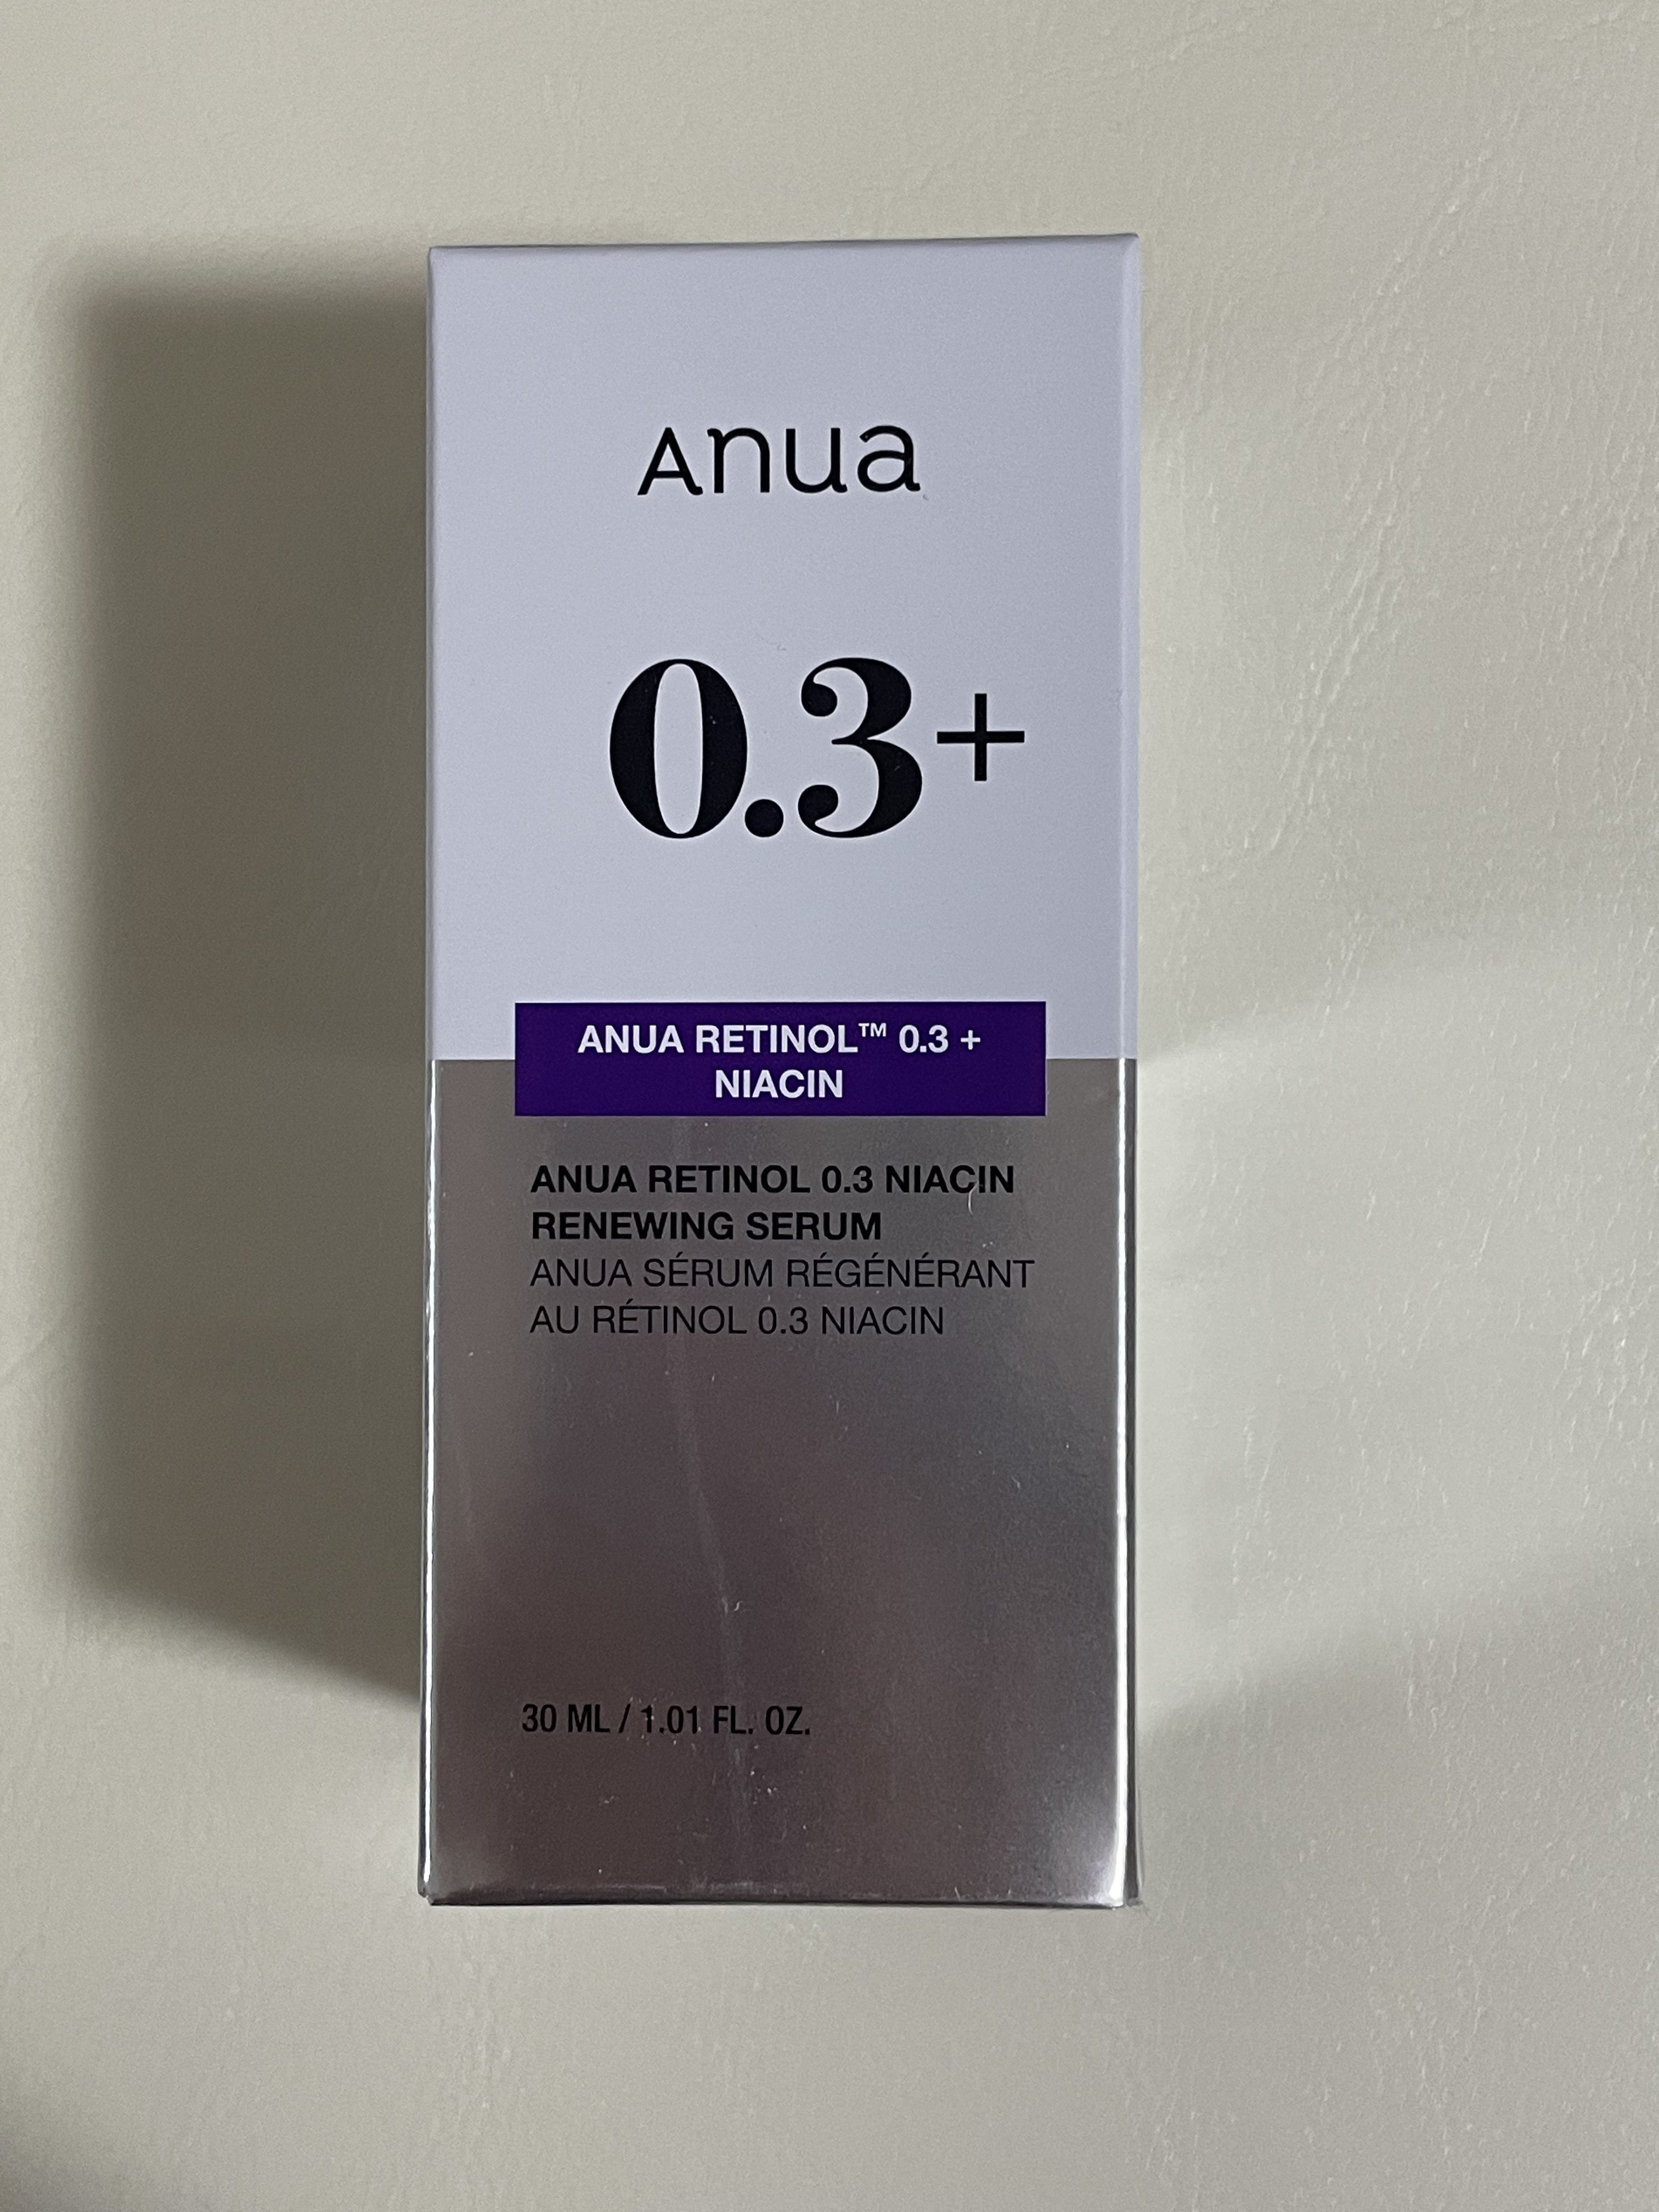 Anua
0.3+
ANUA RETINOL™ 0.3 +
NIACIN
ANUA RETINOL 0.3 NIACIN
RENEWING SERUM
ANUA SÉRUM RÉGÉNÉRANT
AU RÉTINOL 0.3 NIACIN
30 ML / 1.01 FL. OZ.